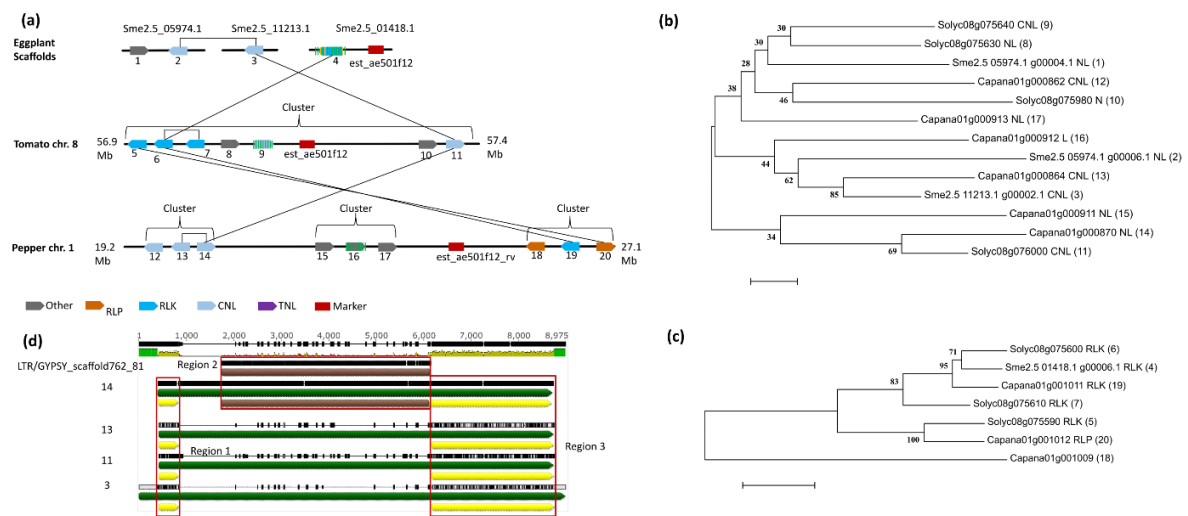 (a)
Sme2.5_05974.1 Sme2.5_11213.1 Sme2.5_01418.1
Eggplant
Scaffolds
1 2 3 4 est_ae501f12
Cluster
Tomato chr. 8 56.9
Mb
57.4
Mb
5 6 7 8 9 est_ae501f12 10 11
Cluster Cluster Cluster
Pepper chr. 1 19.2
Mb
27.1
Mb
12 13 14 15 16 17 est_ae501f12_rv 18 19 20
Other RLP RLK CNL TNL Marker
(b)
Solyc08g075640 CNL (9)
Solyc08g075630 NL (8)
Sme2.5 05974.1 g00004.1 NL (1)
Capana01g000862 CNL (12)
Solyc08g075980 N (10)
Capana01g000913 NL (17)
Capana01g000912 L (16)
Sme2.5 05974.1 g00006.1 NL (2)
Capana01g000864 CNL (13)
Sme2.5 11213.1 g00002.1 CNL (3)
Capana01g000911 NL (15)
Capana01g000870 NL (14)
Solyc08g076000 CNL (11)
30
30
28
38
46
44
62
85
34
69
(c)
Solyc08g075600 RLK (6)
Sme2.5 01418.1 g00006.1 RLK (4)
Capana01g001011 RLK (19)
Solyc08g075610 RLK (7)
Solyc08g075590 RLK (5)
Capana01g001012 RLP (20)
Capana01g001009 (18)
71
95
83
100
(d)
1 1,000 2,000 3,000 4,000 5,000 6,000 7,000 8,000 8,975
LTR/GYPSY_scaffold762_81
Region 2
14
13
Region 1
Region 3
11
3